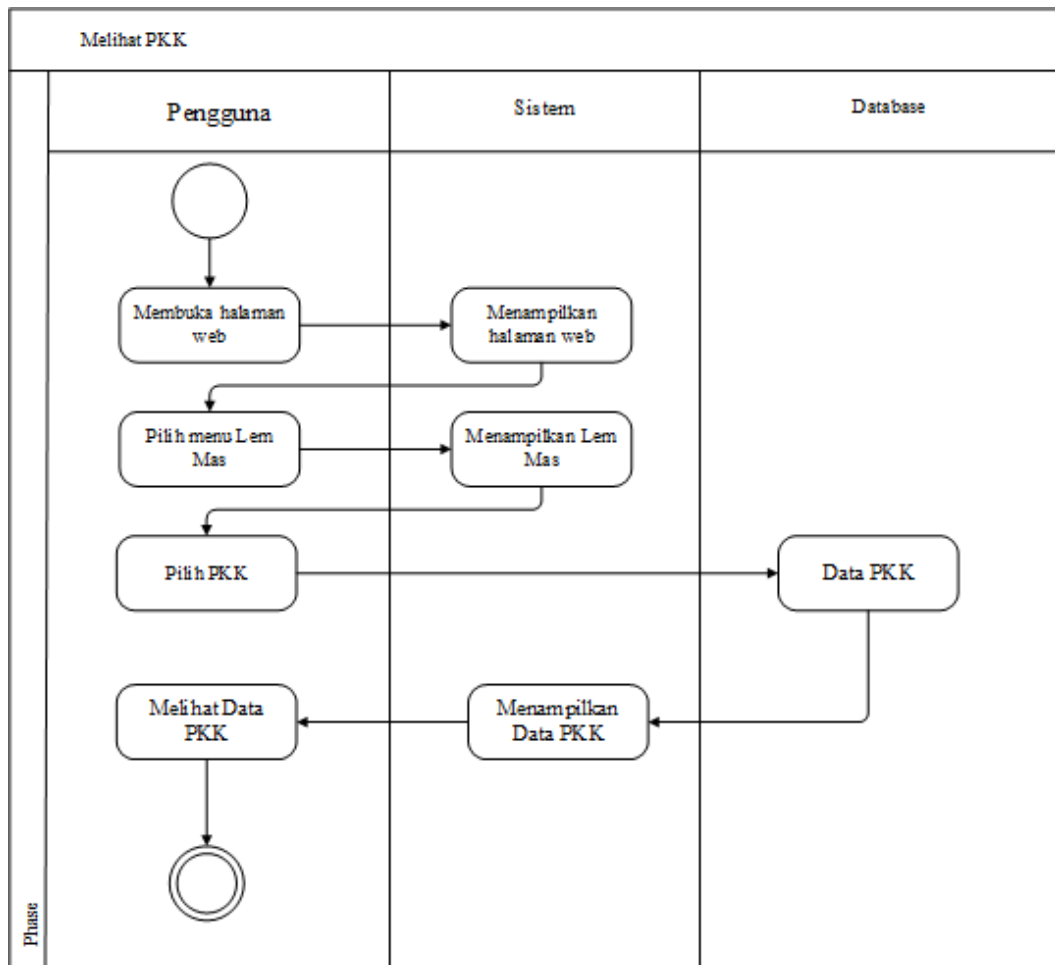 Melihat PKK
Pengguna
Sistem
Database
Membuka halaman
web
Menampilkan
halaman web
Pilih menu Lem
Mas
Menampilkan Lem
Mas
Pilih PKK
Data PKK
Melihat Data
PKK
Menampilkan
Data PKK
Phase